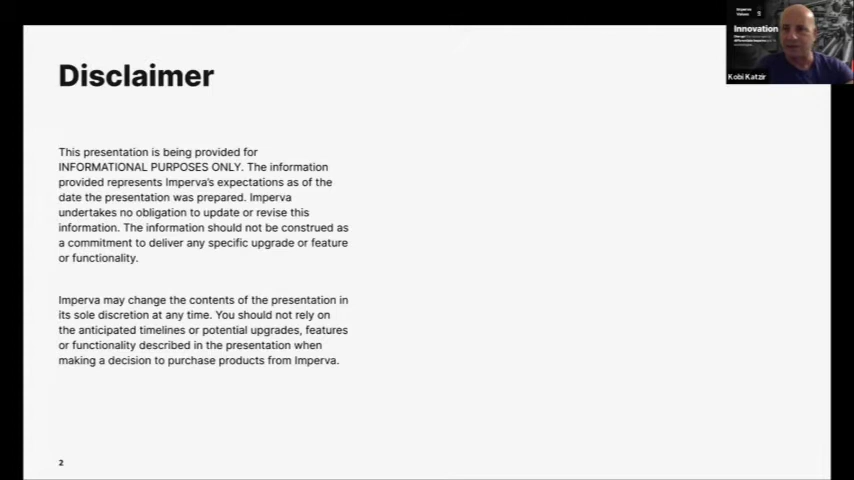 Disclaimer
This presentation is being provided for
INFORMATIONAL PURPOSES ONLY. The information
provided represents Imperva's expectations as of the
date the presentation was prepared. Imperva
undertakes no obligation to update or revise this
information. The information should not be construed as
a commitment to deliver any specific upgrade or feature
or functionality.
Imperva may change the contents of the presentation in
its sole discretion at any time. You should not rely on
the anticipated timelines or potential upgrades, features
or functionality described in the presentation when
making a decision to purchase products from Imperva.
2
Imperva
Values
Innovation
Kobi Katzir